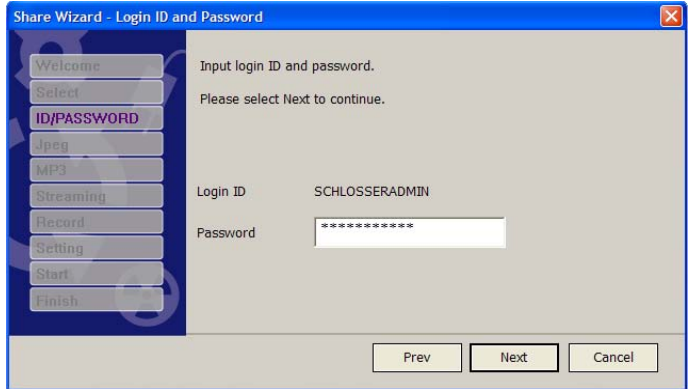 Share Wizard - Login ID and Password
Welcome
Select
ID/PASSWORD
Jpeg
MP3
Streaming
Record
Setting
Start
Finish
Input login ID and password.
Please select Next to continue.
Login ID SCHLOSSERADMIN
Password ***********
Prev Next Cancel